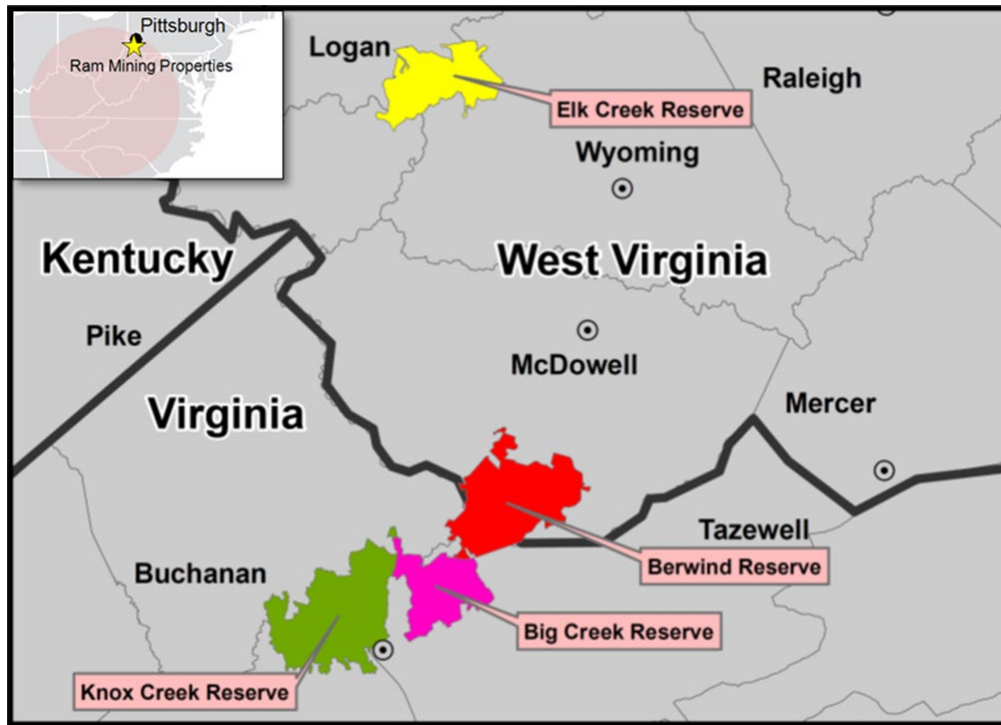 Pittsburgh
Ram Mining Properties
Logan
Raleigh
Elk Creek Reserve
Wyoming
Kentucky
West Virginia
Pike
McDowell
Virginia
Mercer
Tazewell
Berwind Reserve
Buchanan
Big Creek Reserve
Knox Creek Reserve